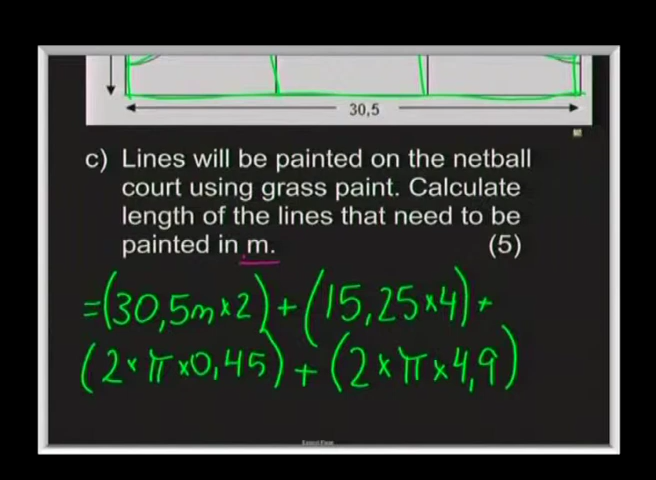 30,5
c) Lines will be painted on the netball
court using grass paint. Calculate
length of the lines that need to be
painted in m. (5)
=(30,5m×2)+(15,25×4)+
(2×π×0,45)+(2×π×4,9)